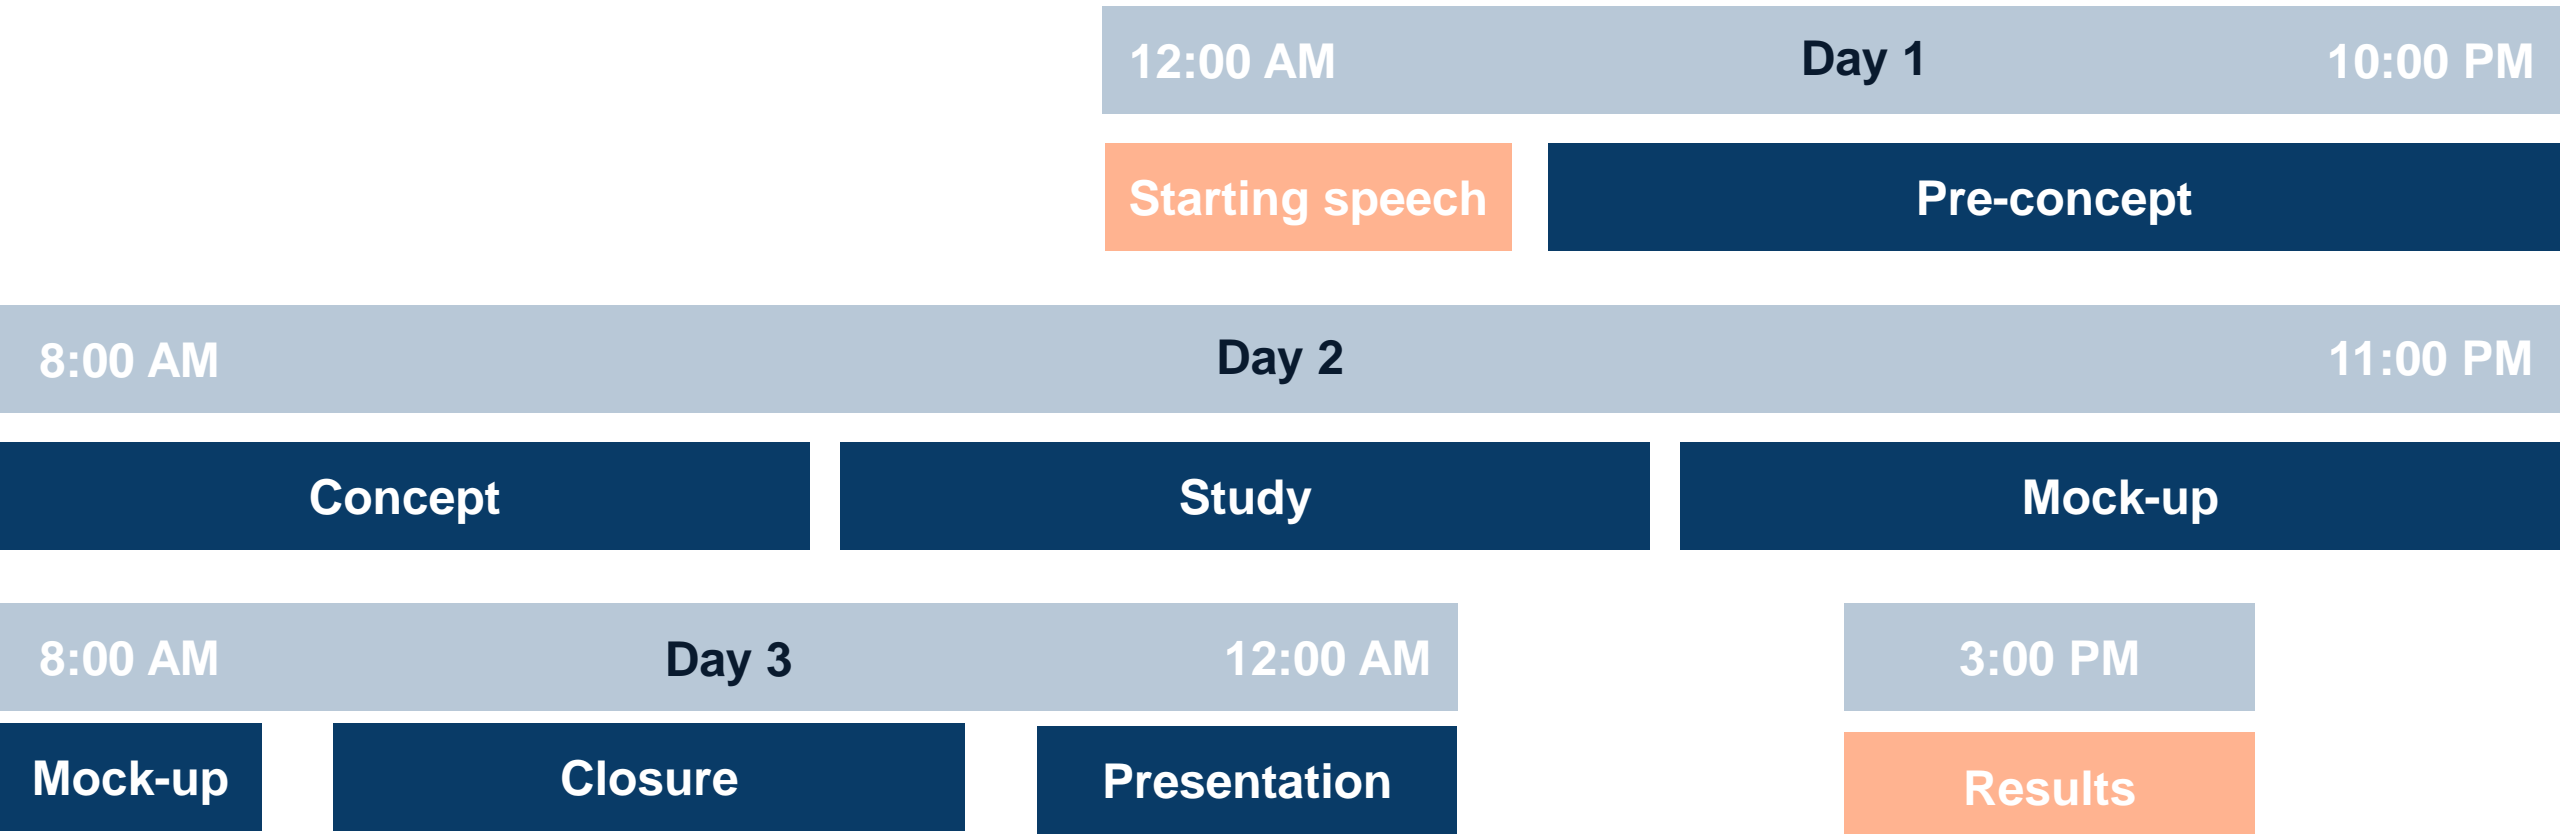 12:00 AM Day 1 10:00 PM
Starting speech Pre-concept
8:00 AM Day 2 11:00 PM
Concept Study Mock-up
8:00 AM Day 3 12:00 AM 3:00 PM
Mock-up Closure Presentation Results